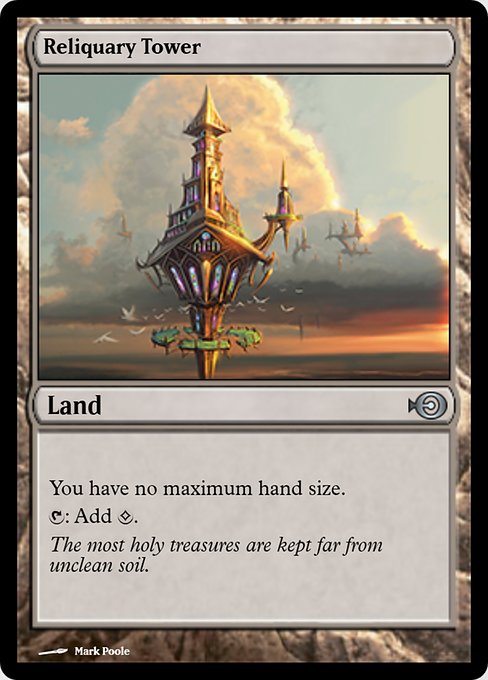 Reliquary Tower
Land
You have no maximum hand size.
: Add .
The most holy treasures are kept far from
unclean soil.
Mark Poole